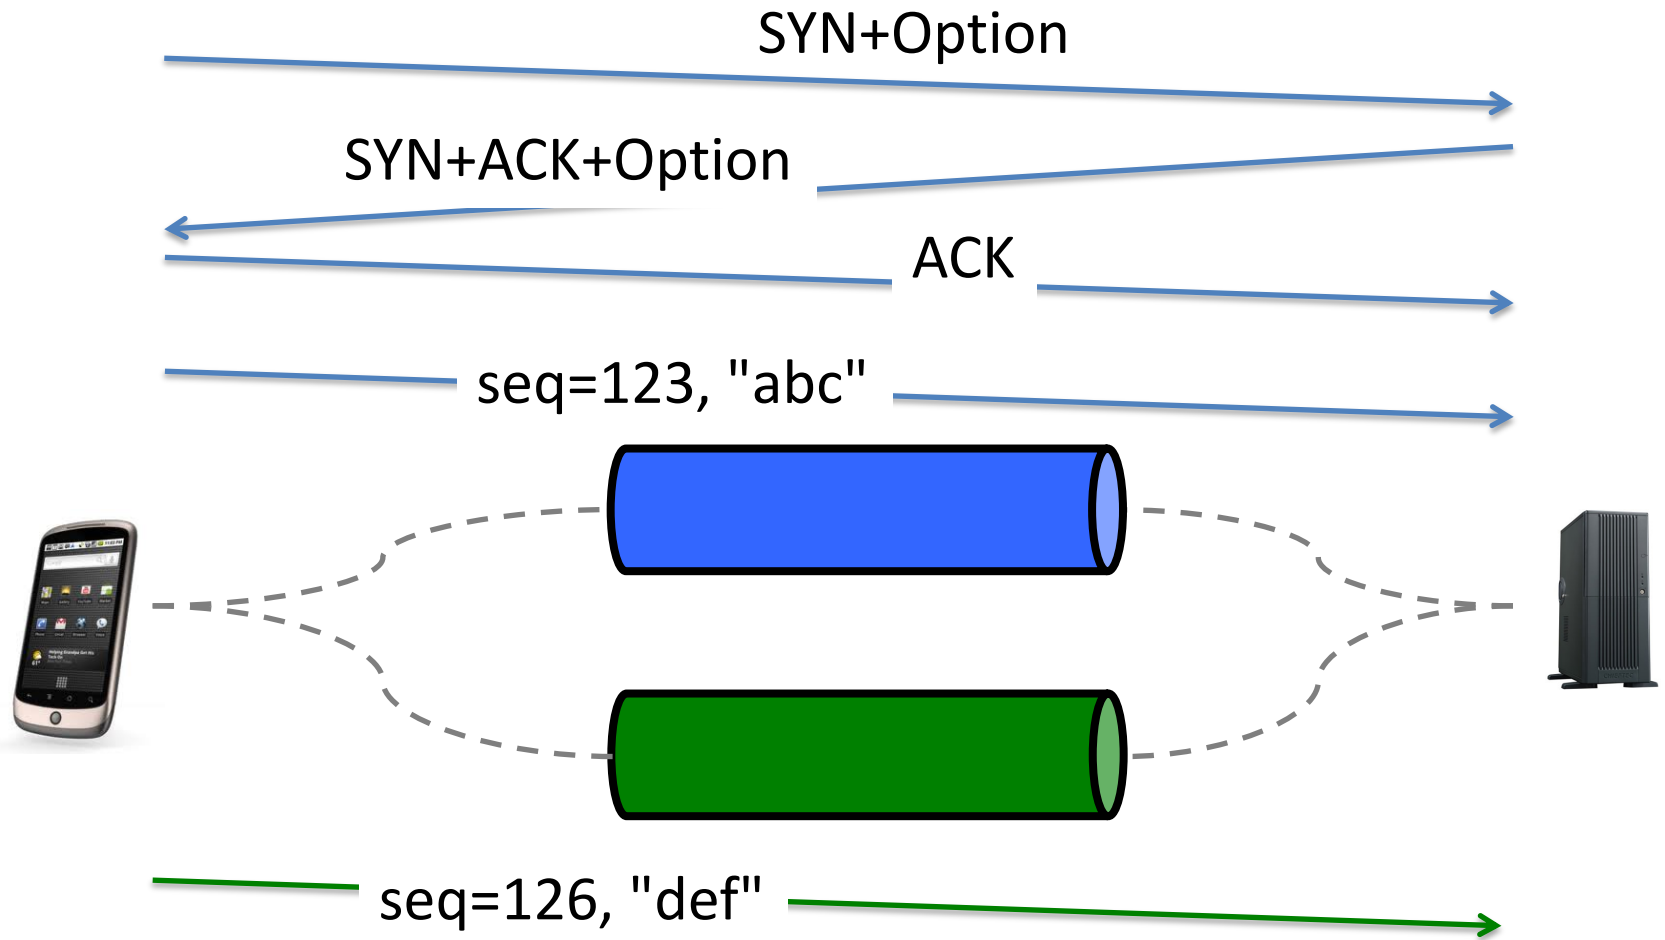 SYN+Option
SYN+ACK+Option
ACK
seq=123, "abc"
seq=126, "def"